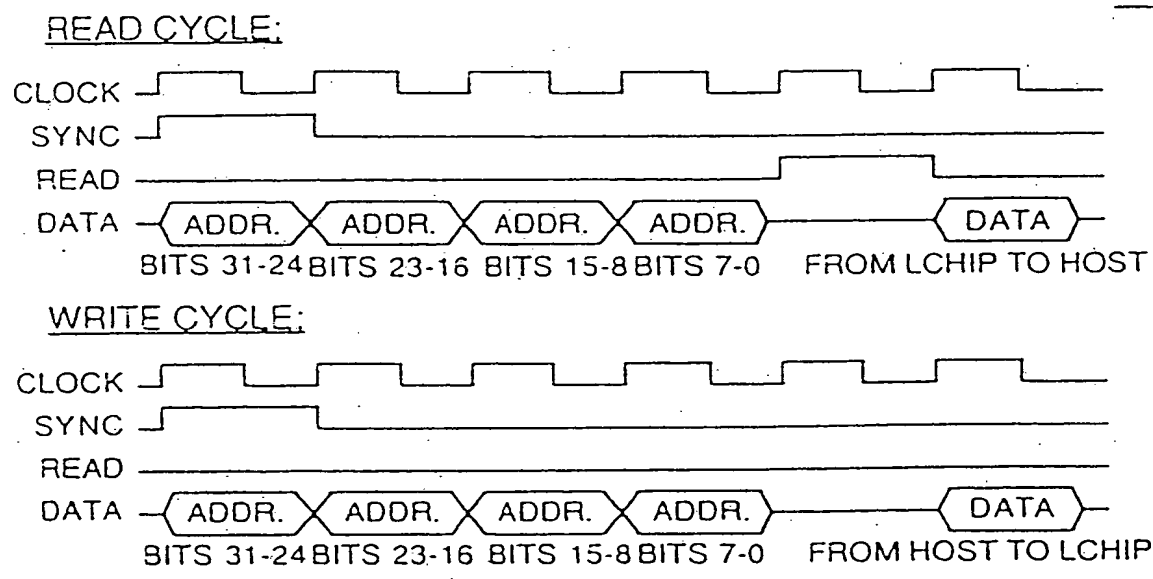 READ CYCLE:
CLOCK
SYNC
READ
DATA ADDR. ADDR. ADDR. ADDR. DATA
BITS 31-24 BITS 23-16 BITS 15-8 BITS 7-0 FROM LCHIP TO HOST
WRITE CYCLE:
CLOCK
SYNC
READ
DATA ADDR. ADDR. ADDR. ADDR. DATA
BITS 31-24 BITS 23-16 BITS 15-8 BITS 7-0 FROM HOST TO LCHIP